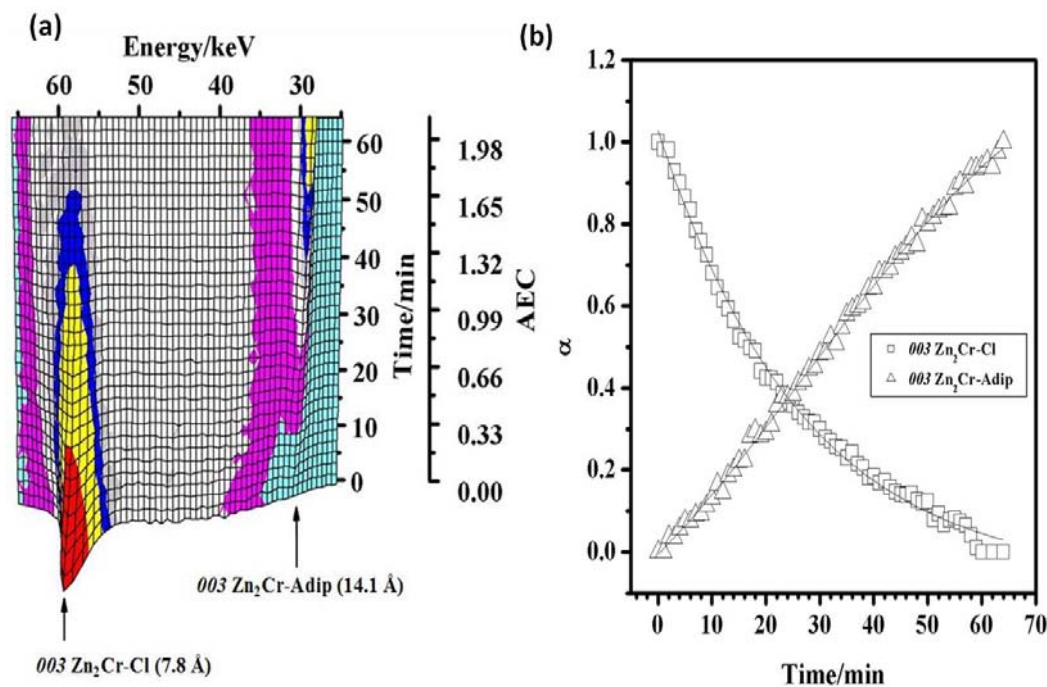 (a)
Energy/keV
60 50 40 30
60
50
40
30
20
10
0
Time/min
1.98
1.65
1.32
0.99
0.66
0.33
0.00
AEC
003 Zn₂Cr-Adip (14.1 Å)
003 Zn₂Cr-Cl (7.8 Å)
(b)
1.2
1.0
0.8
0.6
0.4
0.2
0.0
α
003 Zn₂Cr-Cl
003 Zn₂Cr-Adip
0 10 20 30 40 50 60 70
Time/min